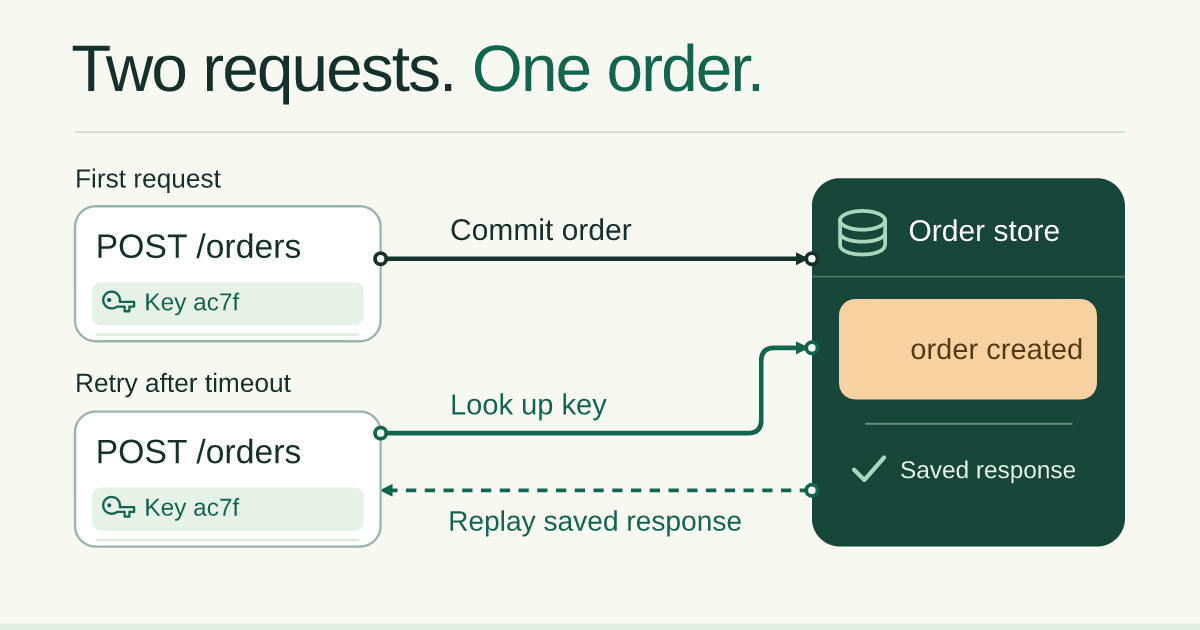 Two requests. One order.
First request
POST /orders
Key ac7f
Commit order
Order store
order created
Retry after timeout
POST /orders
Key ac7f
Look up key
Replay saved response
Saved response